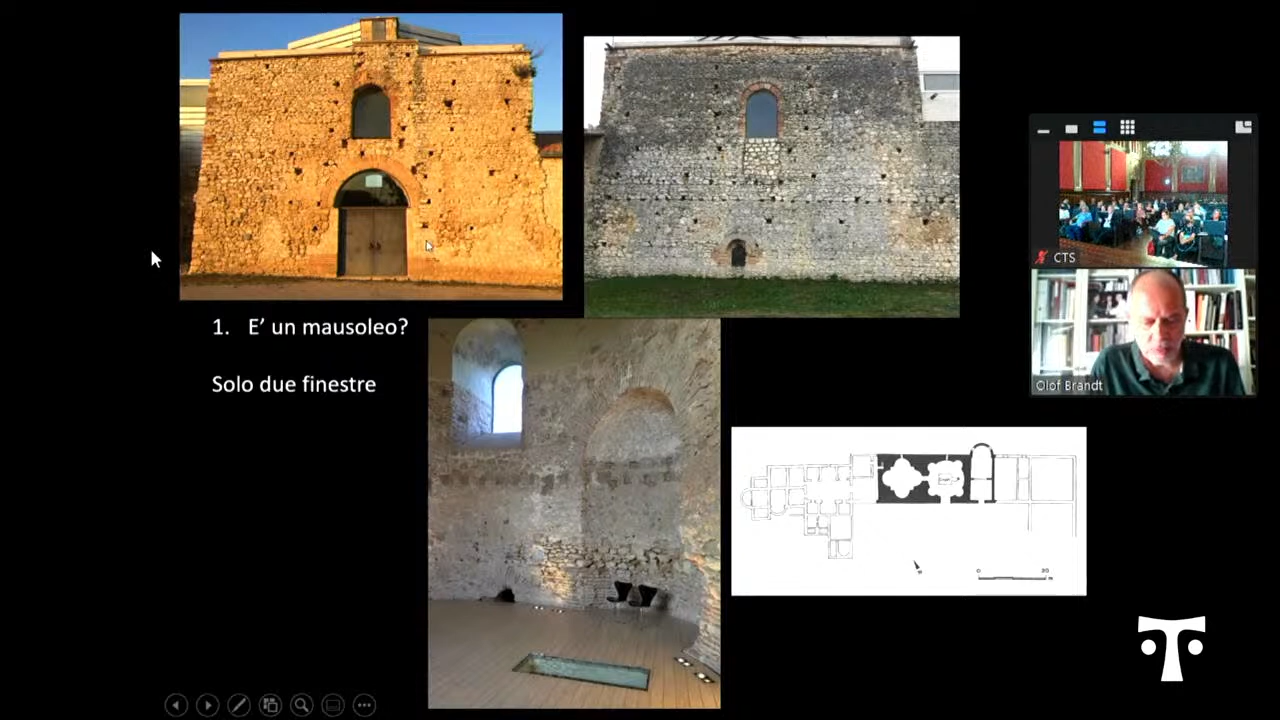 1. E’ un mausoleo?
Solo due finestre
CTS
Olof Brandt
0
20